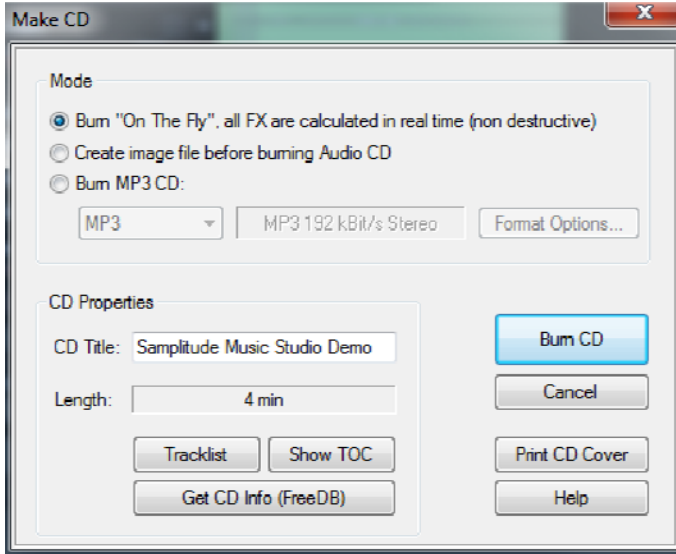 Make CD
Mode
Burn "On The Fly", all FX are calculated in real time (non destructive)
Create image file before burning Audio CD
Burn MP3 CD:
MP3 MP3 192 kBit/s Stereo Format Options...
CD Properties
CD Title: Samplitude Music Studio Demo
Length: 4 min
Tracklist Show TOC
Get CD Info (FreeDB)
Burn CD
Cancel
Print CD Cover
Help